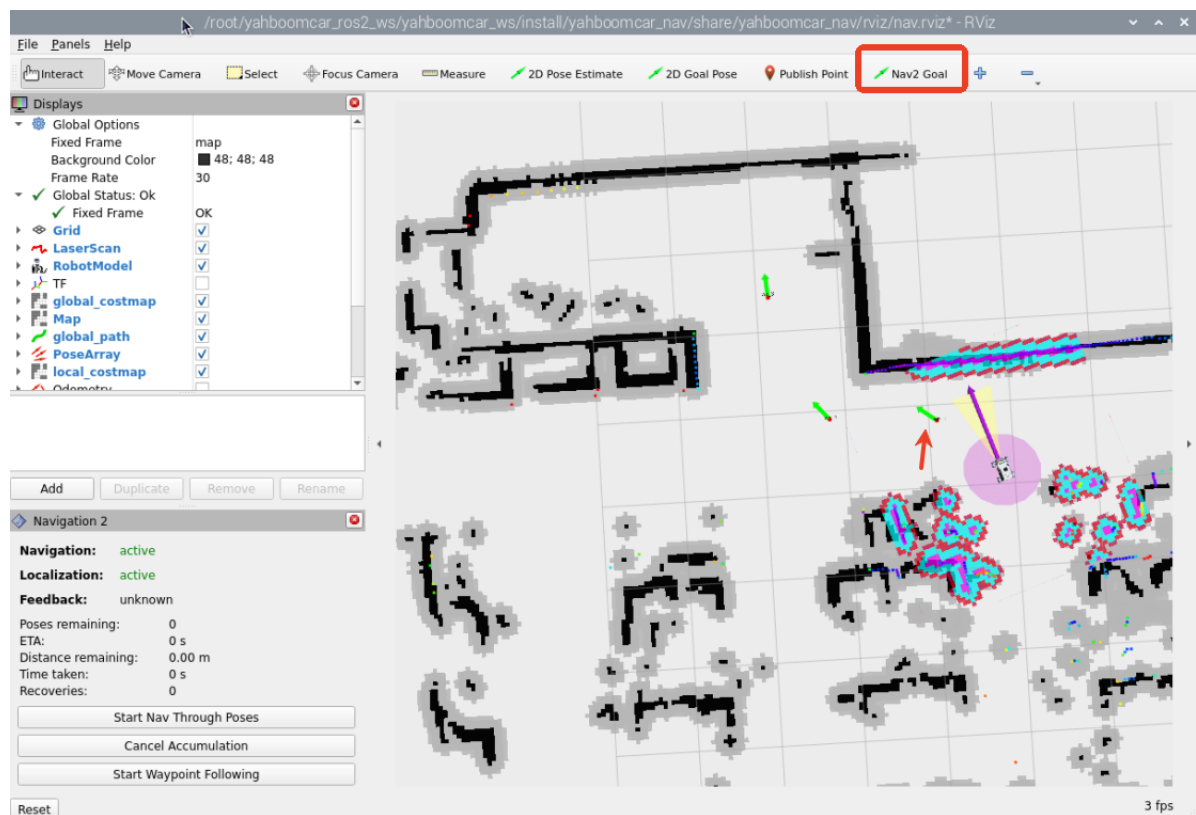 /root/yahboomcar_ros2_ws/yahboomcar_ws/install/yahboomcar_nav/share/yahboomcar_nav/rviz/nav.rviz* - RViz
File Panels Help
Interact Move Camera Select Focus Camera Measure 2D Pose Estimate 2D Goal Pose Publish Point Nav2 Goal
Displays
Global Options
Fixed Frame map
Background Color 48; 48; 48
Frame Rate 30
Global Status: Ok
Fixed Frame OK
Grid
LaserScan
RobotModel
TF
global_costmap
Map
global_path
PoseArray
local_costmap
Odometry
Add Duplicate Remove Rename
Navigation 2
Navigation: active
Localization: active
Feedback: unknown
Poses remaining: 0
ETA: 0 s
Distance remaining: 0.00 m
Time taken: 0 s
Recoveries: 0
Start Nav Through Poses
Cancel Accumulation
Start Waypoint Following
Reset
3 fps